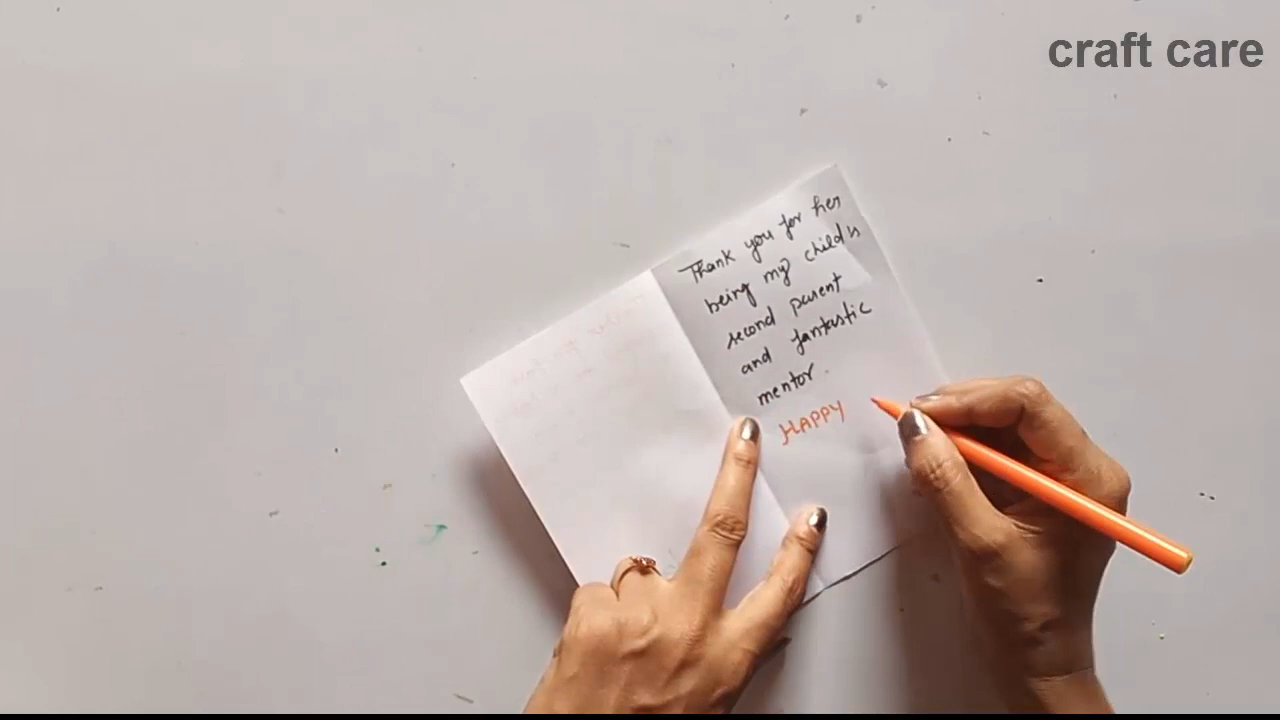 craft care
Thank you for her
being my child's
second parent
and fantastic
mentor.
HAPPY